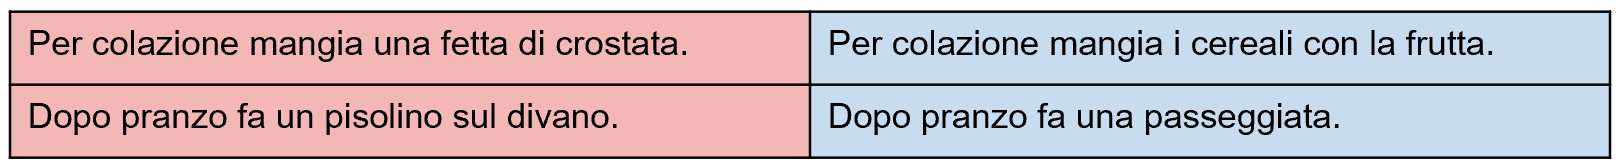 Per colazione mangia una fetta di crostata.
Per colazione mangia i cereali con la frutta.
Dopo pranzo fa un pisolino sul divano.
Dopo pranzo fa una passeggiata.